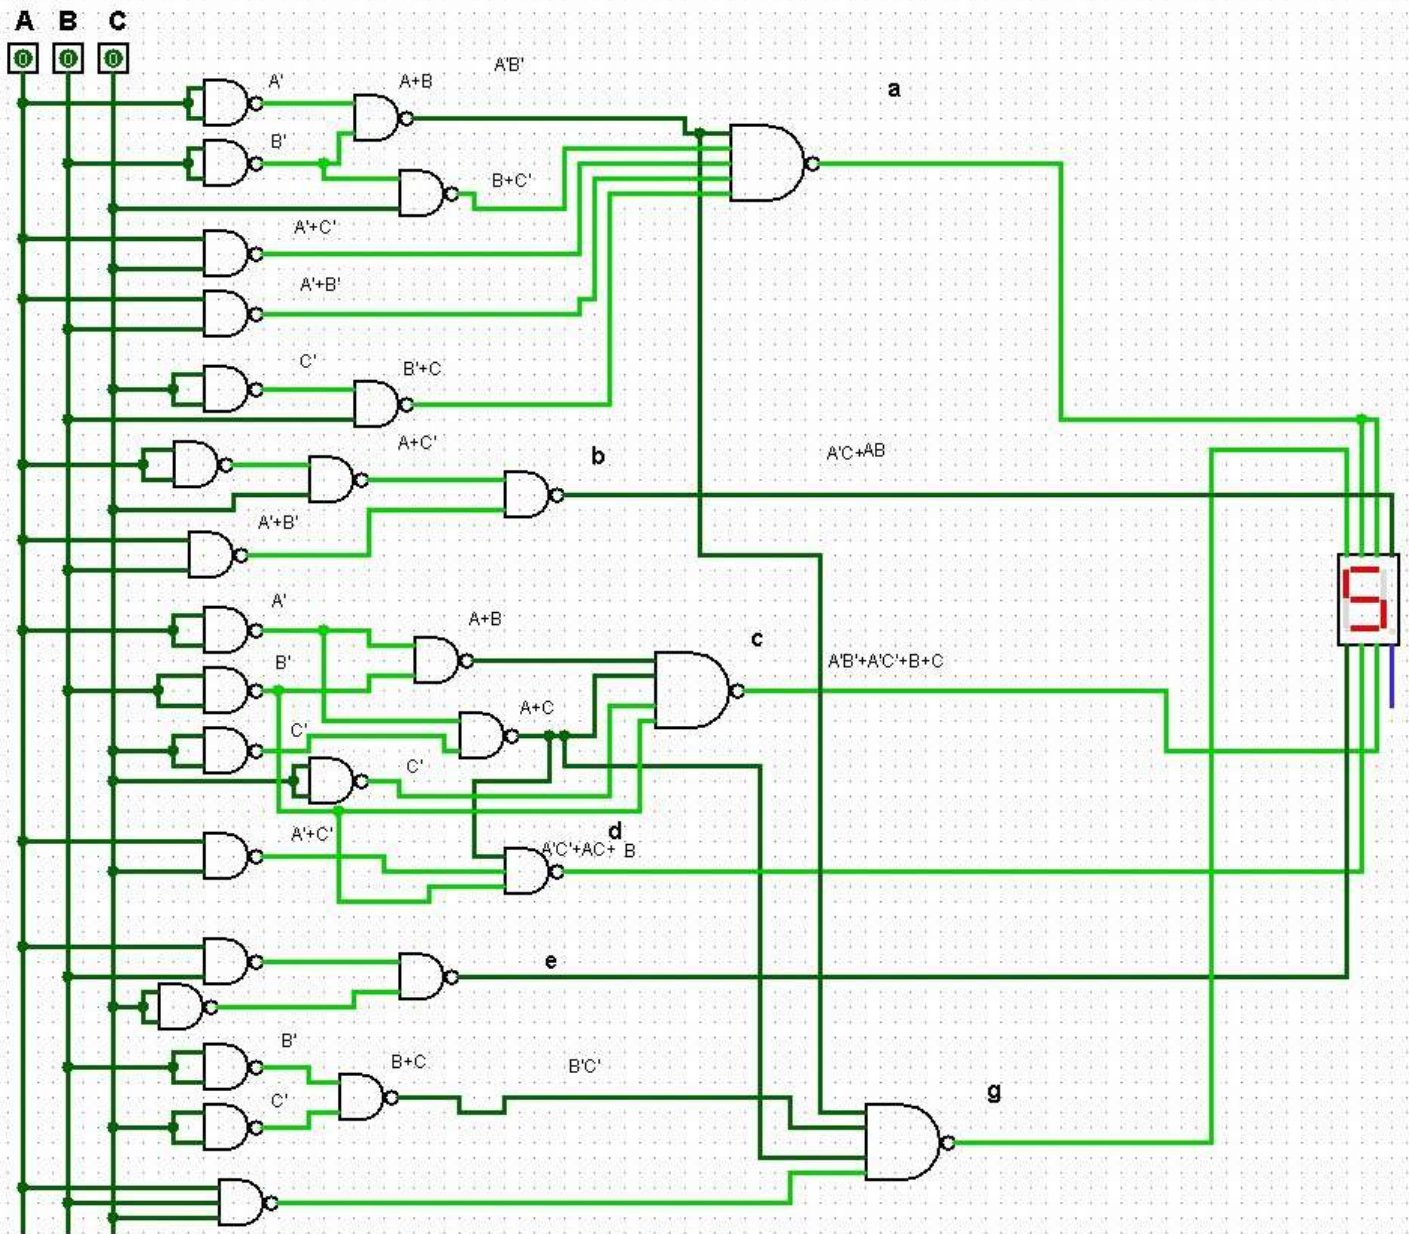 A B C
0 0 0
A'B'
A' A+B
a
B'
B+C'
A'+C'
A'+B'
C' B'+C
A+C'
b A'C+AB
A'+B'
A'
A+B
c
B' A'B'+A'C'+B+C
A+C
C'
C'
d
A'+C'
A'C'+AC+ B
e
B'
B+C B'C'
g
C'